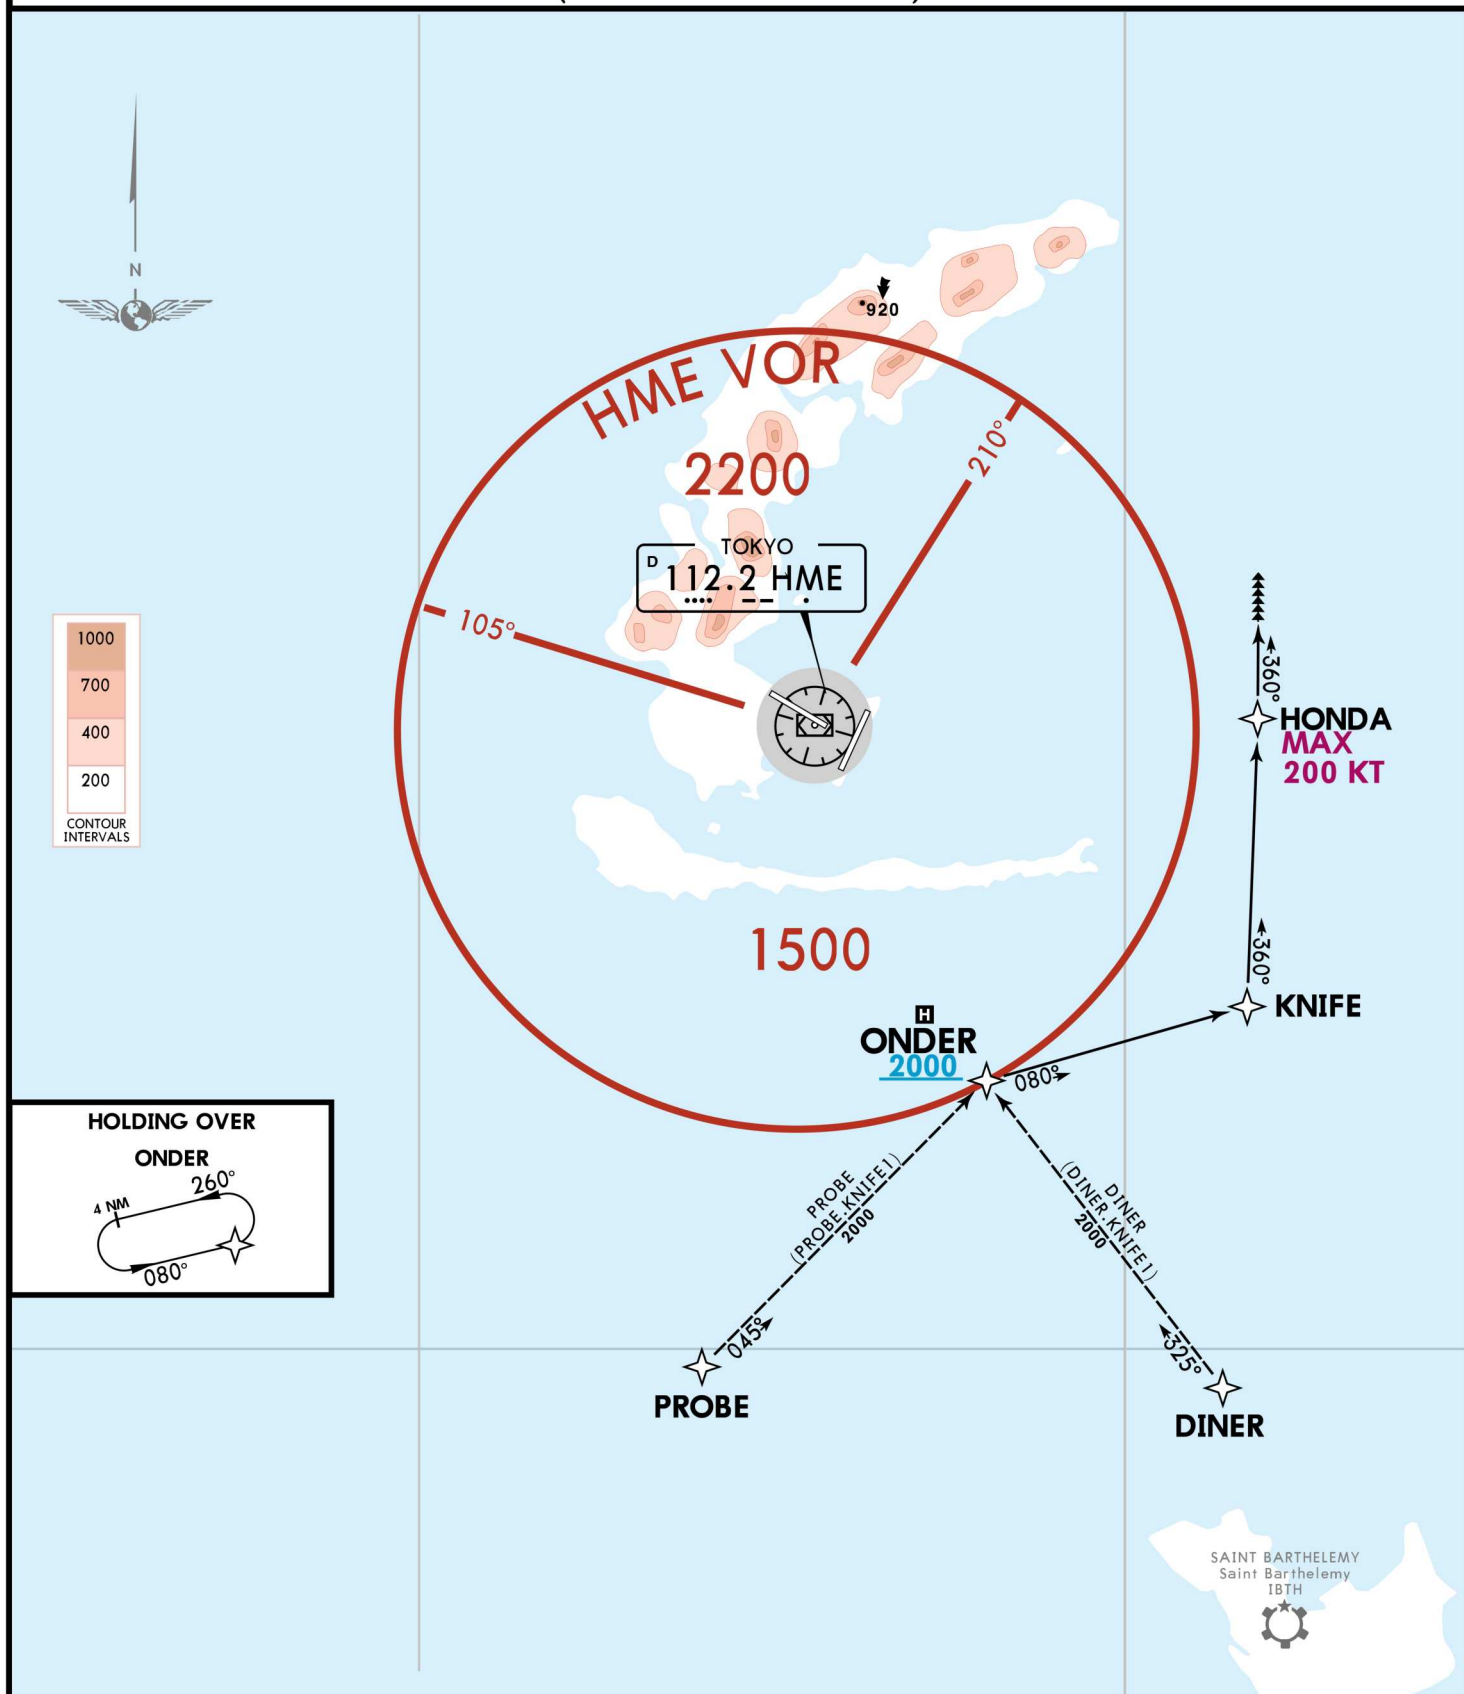 N
920
HME VOR
2200
210°
105°
TOKYO
D 112.2 HME
1000
700
400
200
CONTOUR
INTERVALS
360°
HONDA
MAX
200 KT
1500
360°
KNIFE
H
ONDER
2000
080°
HOLDING OVER
ONDER
260°
4 NM
080°
PROBE
(PROBE.KNIFE1)
2000
DINER
(DINER.KNIFE1)
2000
045°
325°
PROBE
DINER
SAINT BARTHELEMY
Saint Barthelemy
IBTH